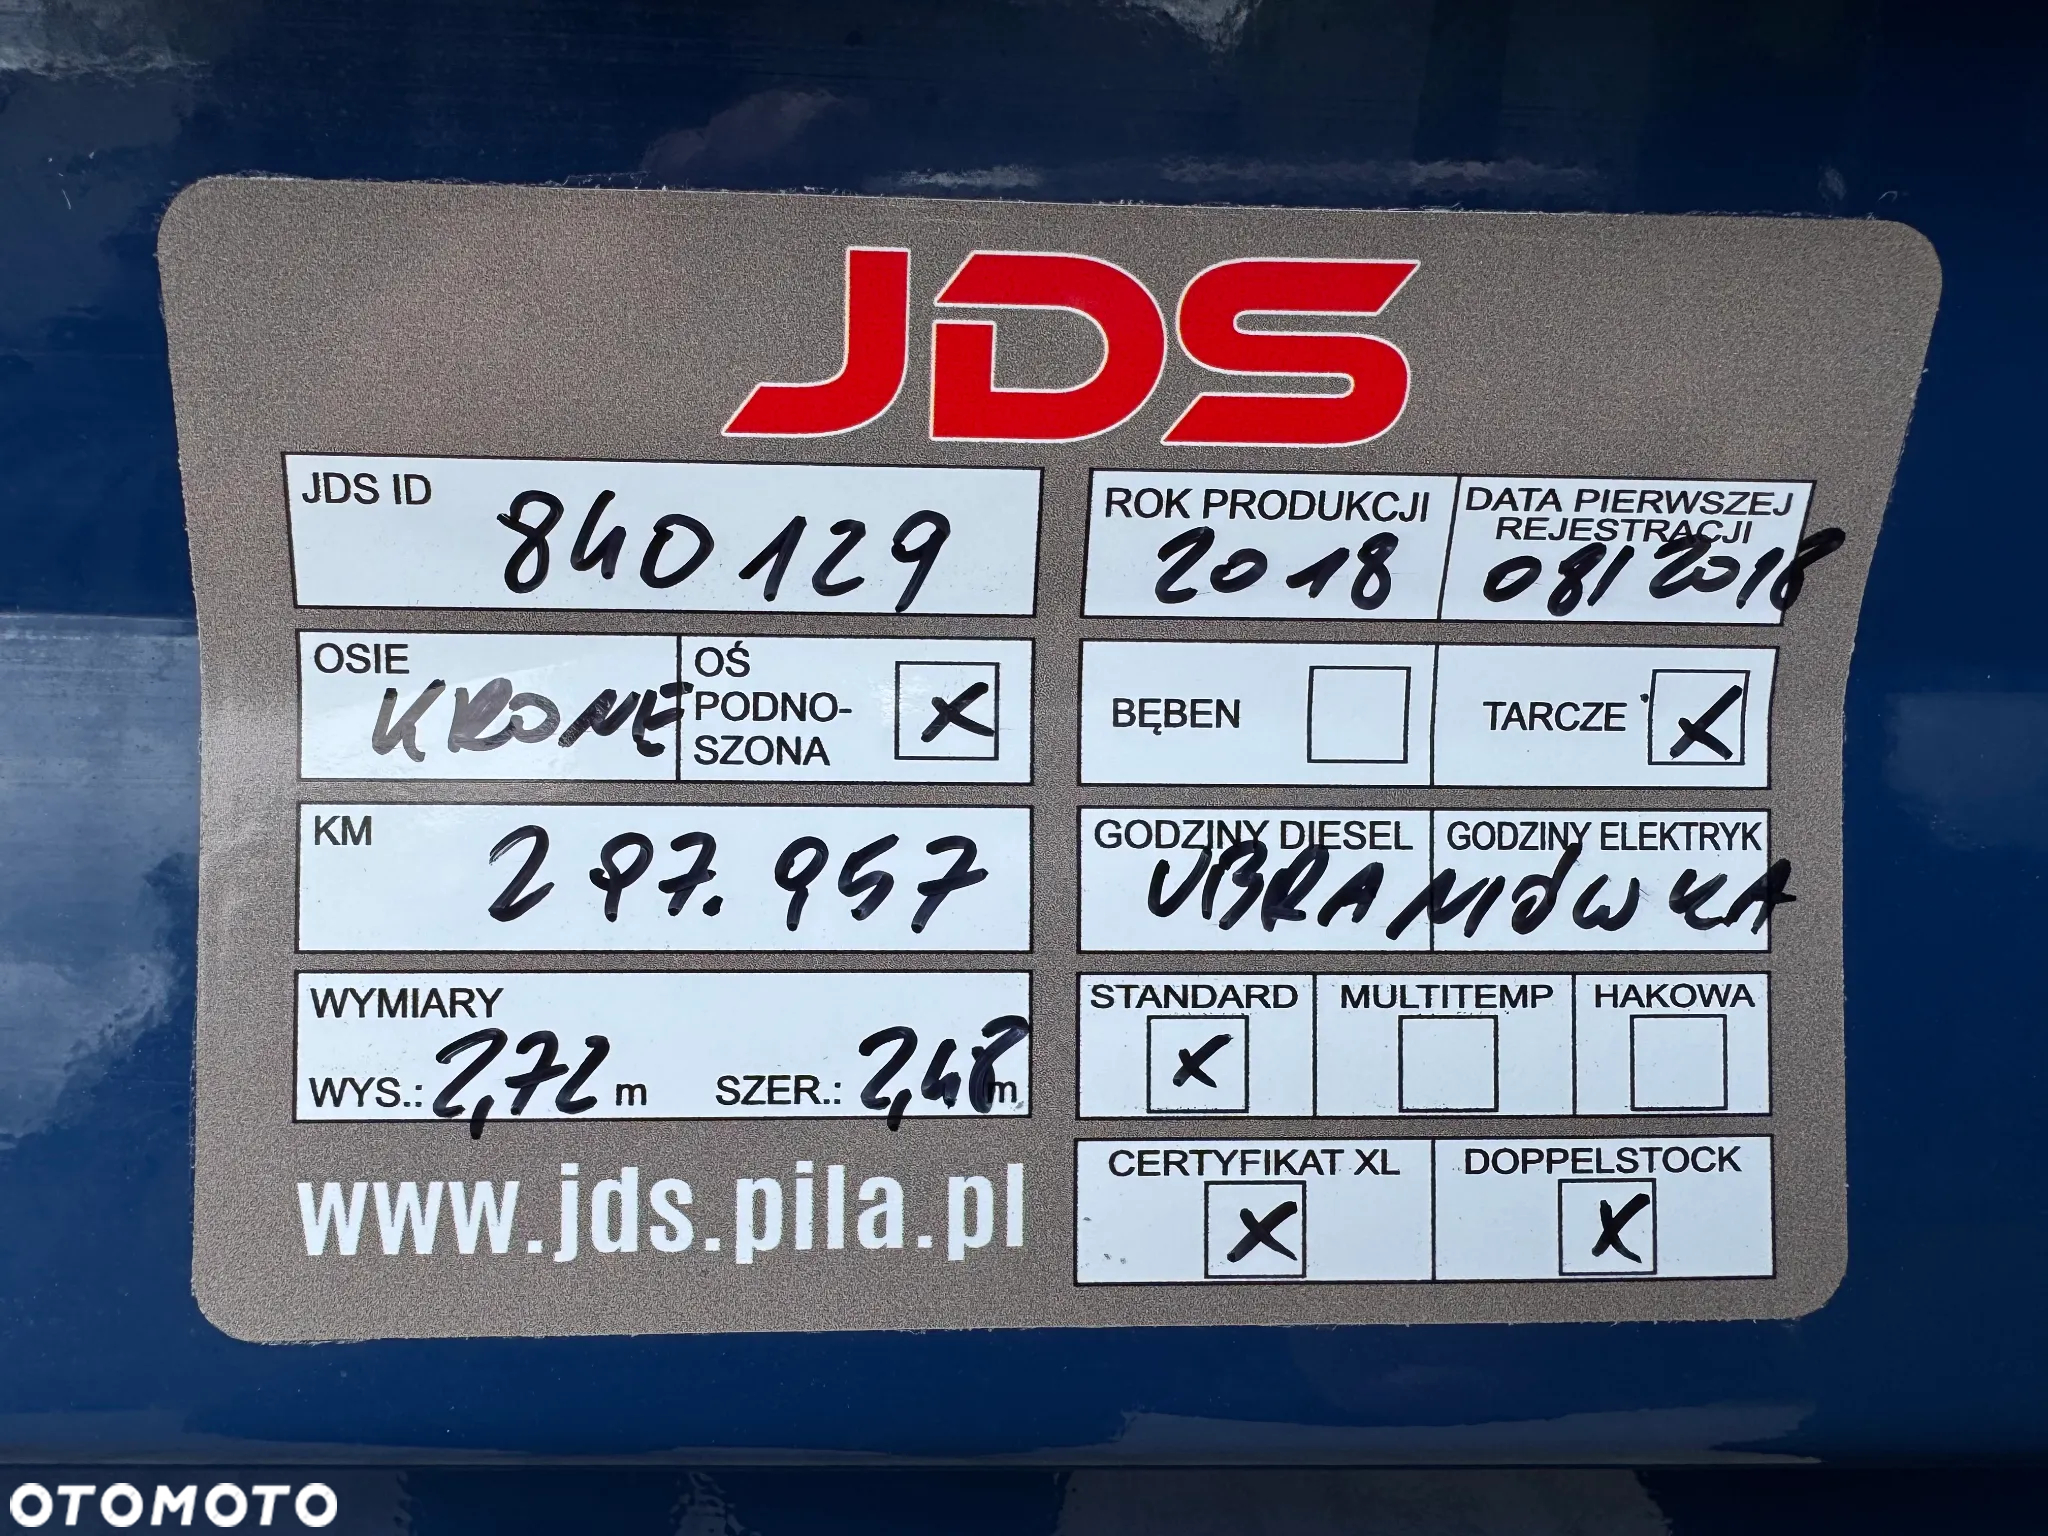 JDS
JDS ID 840129
ROK PRODUKCJI 2018
DATA PIERWSZEJ
REJESTRACJI
08/2018
OSIE KRONE
OŚ
PODNO-
SZONA X
BĘBEN
TARCZE X
KM 297.957
GODZINY DIESEL GODZINY ELEKTRYK
UBRANIÓWKA
WYMIARY
WYS.: 2,72 m SZER.: 2,48 m
STANDARD X MULTITEMP HAKOWA
CERTYFIKAT XL X DOPPELSTOCK X
www.jds.pila.pl
OTOMOTO